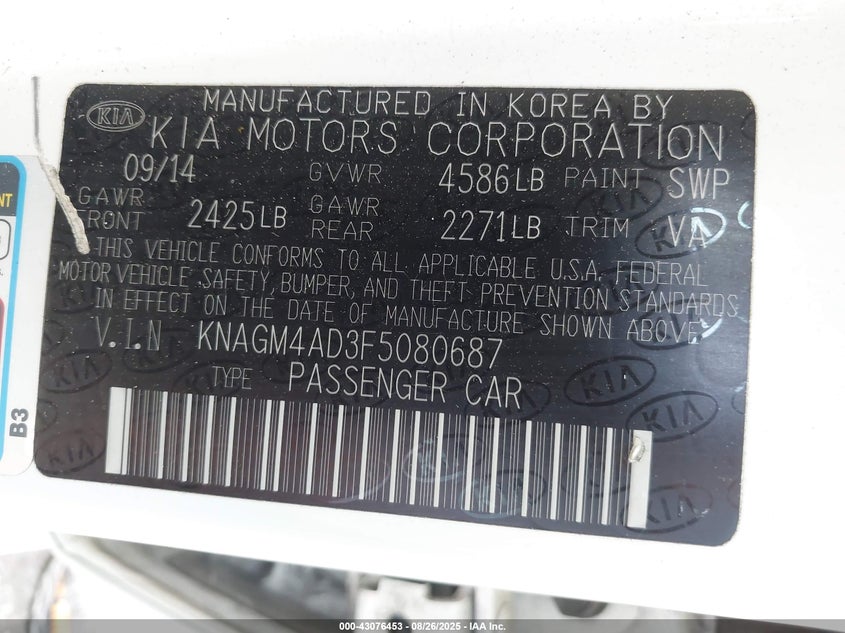 KIA
MANUFACTURED IN KOREA BY
KIA MOTORS CORPORATION
09/14 GVWR 4586LB PAINT SWP
GAWR FRONT 2425LB GAWR REAR 2271LB TRIM VA
THIS VEHICLE CONFORMS TO ALL APPLICABLE U.S.A. FEDERAL
MOTOR VEHICLE SAFETY, BUMPER, AND THEFT PREVENTION STANDARDS
IN EFFECT ON THE DATE OF MANUFACTURE SHOWN ABOVE
V.I.N KNAGM4AD3F5080687
TYPE PASSENGER CAR
B3
000-43076453 - 08/26/2025 - IAA Inc.